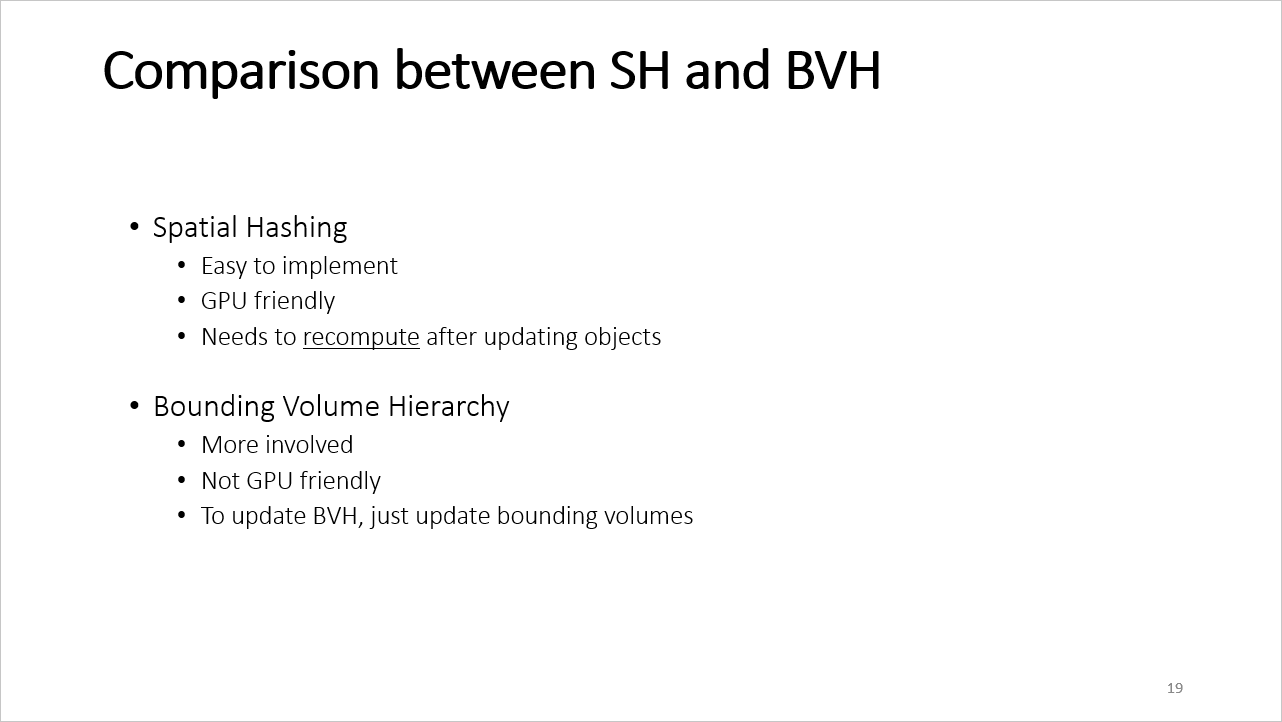 Comparison between SH and BVH
• Spatial Hashing
• Easy to implement
• GPU friendly
• Needs to recompute after updating objects
• Bounding Volume Hierarchy
• More involved
• Not GPU friendly
• To update BVH, just update bounding volumes
19